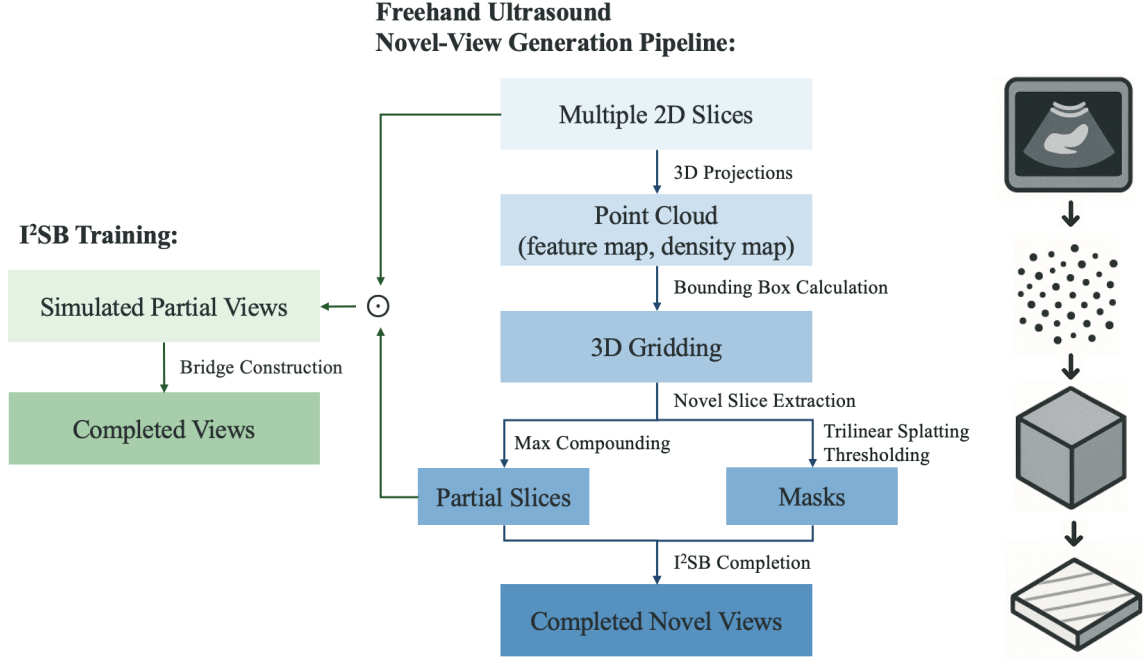 Freehand Ultrasound
Novel-View Generation Pipeline:
Multiple 2D Slices
3D Projections
Point Cloud
(feature map, density map)
Bounding Box Calculation
3D Gridding
Novel Slice Extraction
Max Compounding
Trilinear Splatting
Thresholding
Partial Slices
Masks
I²SB Completion
Completed Novel Views
I²SB Training:
Simulated Partial Views
Bridge Construction
Completed Views